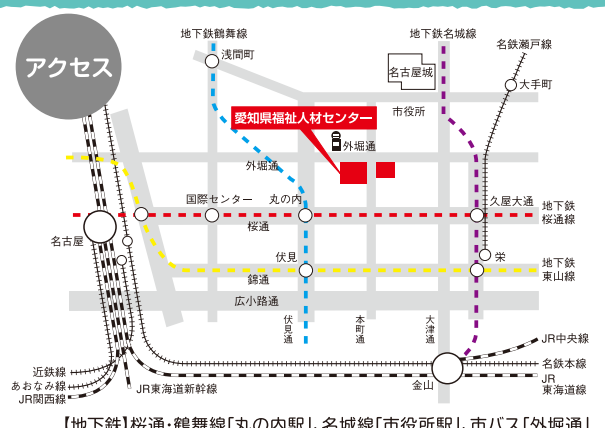 アクセス
地下鉄鶴舞線
地下鉄名城線
名鉄瀬戸線
浅間町
名古屋城
大手町
市役所
愛知県福祉人材センター
外堀通
外堀通
国際センター
丸の内
久屋大通
地下鉄
桜通線
桜通
名古屋
伏見
栄
地下鉄
東山線
錦通
広小路通
伏見通
本町通
大津通
JR中央線
近鉄線
名鉄本線
あおなみ線
JR東海道新幹線
金山
JR
東海道線
JR関西線
【地下鉄】桜通・鶴舞線「丸の内駅」、名城線「市役所駅」、市バス「外堀通」